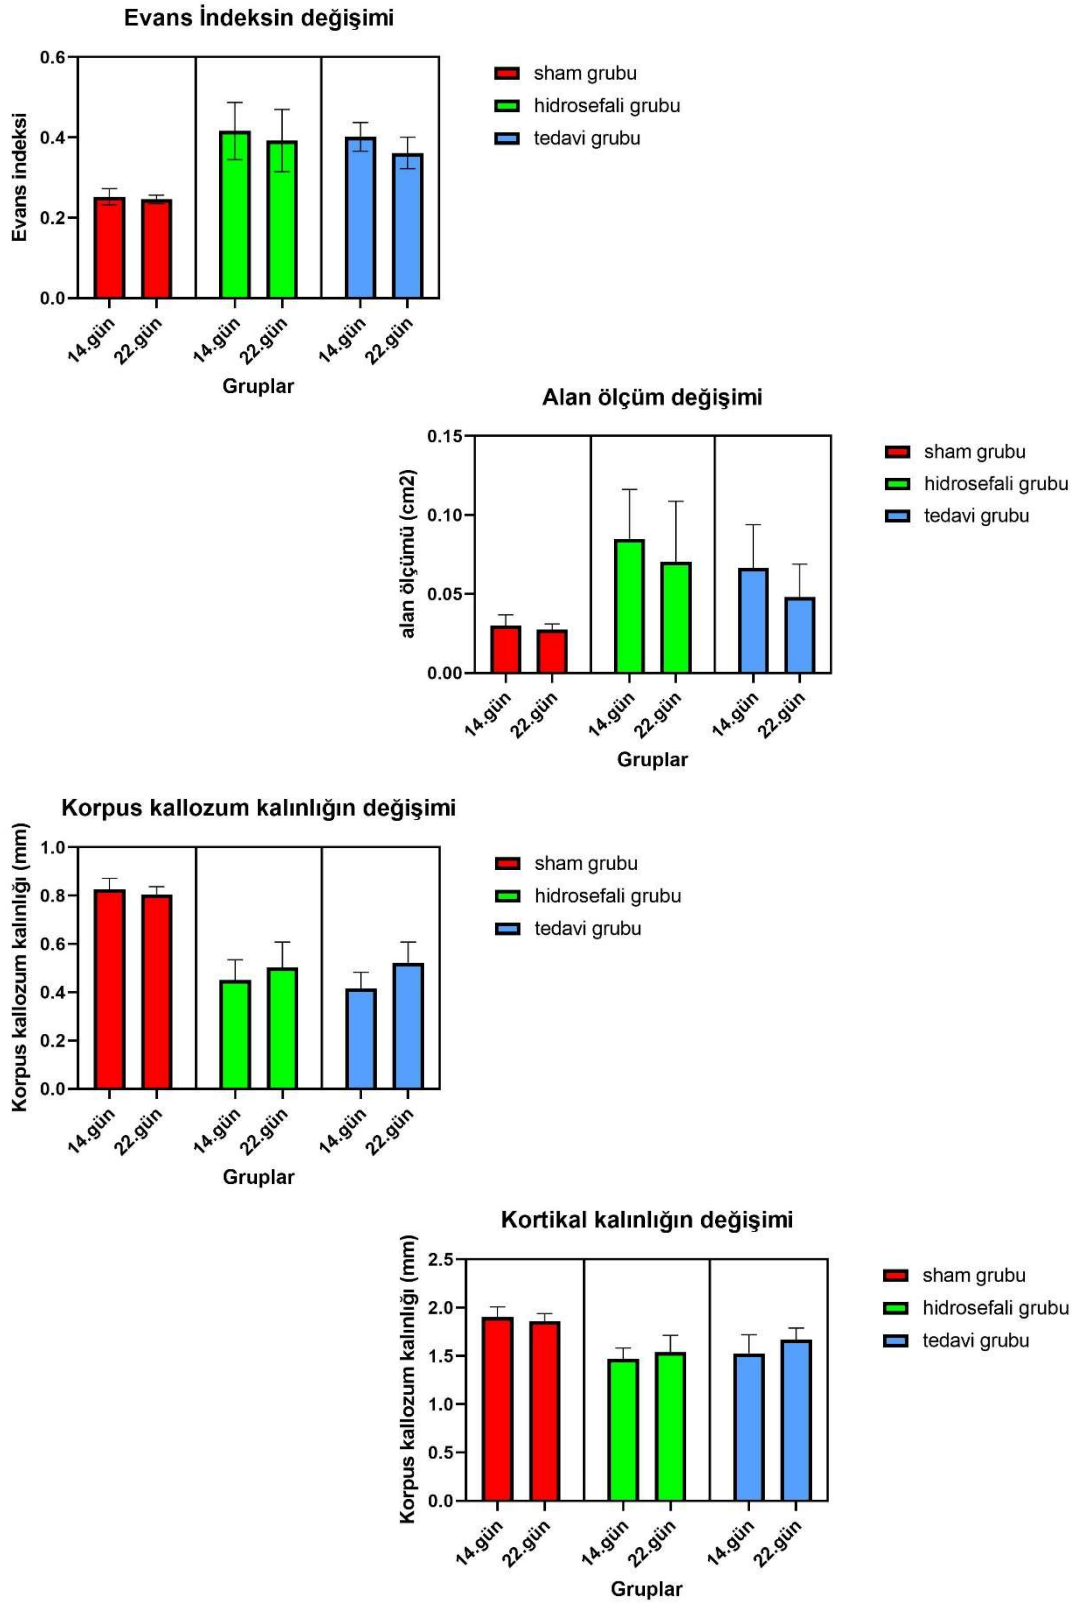 Evans İndeksin değişimi
Evans indeksi
0.6
0.4
0.2
0.0
14.gün
22.gün
14.gün
22.gün
14.gün
22.gün
Gruplar
sham grubu
hidrosefali grubu
tedavi grubu
Alan ölçüm değişimi
alan ölçümü (cm2)
0.15
0.10
0.05
0.00
14.gün
22.gün
14.gün
22.gün
14.gün
22.gün
Gruplar
sham grubu
hidrosefali grubu
tedavi grubu
Korpus kallozum kalınlığın değişimi
Korpus kallozum kalınlığı (mm)
1.0
0.8
0.6
0.4
0.2
0.0
14.gün
22.gün
14.gün
22.gün
14.gün
22.gün
Gruplar
sham grubu
hidrosefali grubu
tedavi grubu
Kortikal kalınlığın değişimi
Korpus kallozum kalınlığı (mm)
2.5
2.0
1.5
1.0
0.5
0.0
14.gün
22.gün
14.gün
22.gün
14.gün
22.gün
Gruplar
sham grubu
hidrosefali grubu
tedavi grubu